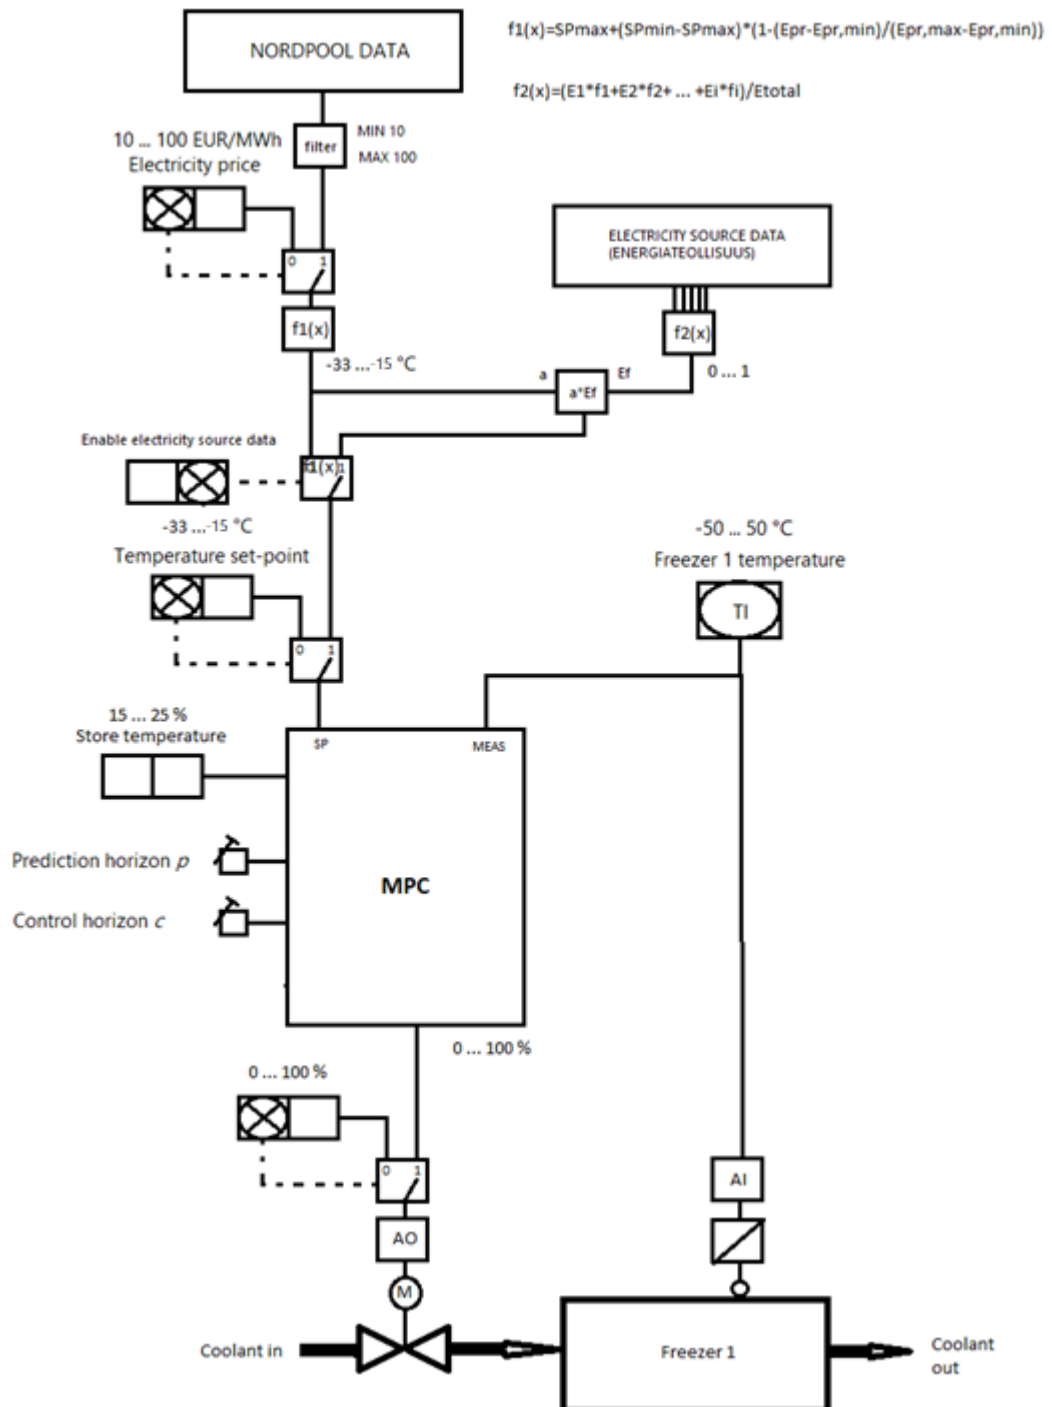 NORDPOOL DATA
f1(x)=SPmax+(SPmin-SPmax)*(1-(Epr-Epr,min)/(Epr,max-Epr,min))
f2(x)=(E1*f1+E2*f2+ ... +Ei*fi)/Etotal
10 ... 100 EUR/MWh
Electricity price
filter
MIN 10
MAX 100
ELECTRICITY SOURCE DATA
(ENERGIATEOLLISUUS)
0 1
f1(x)
f2(x)
-33 ...-15 °C
a
a*Ef
Ef
0 ... 1
Enable electricity source data
f1(x) 1
-33 ...-15 °C
Temperature set-point
-50 ... 50 °C
Freezer 1 temperature
TI
0 1
15 ... 25 %
Store temperature
SP
MEAS
Prediction horizon p
MPC
Control horizon c
0 ... 100 %
0 ... 100 %
0 1
AI
AO
M
Coolant in
Freezer 1
Coolant
out